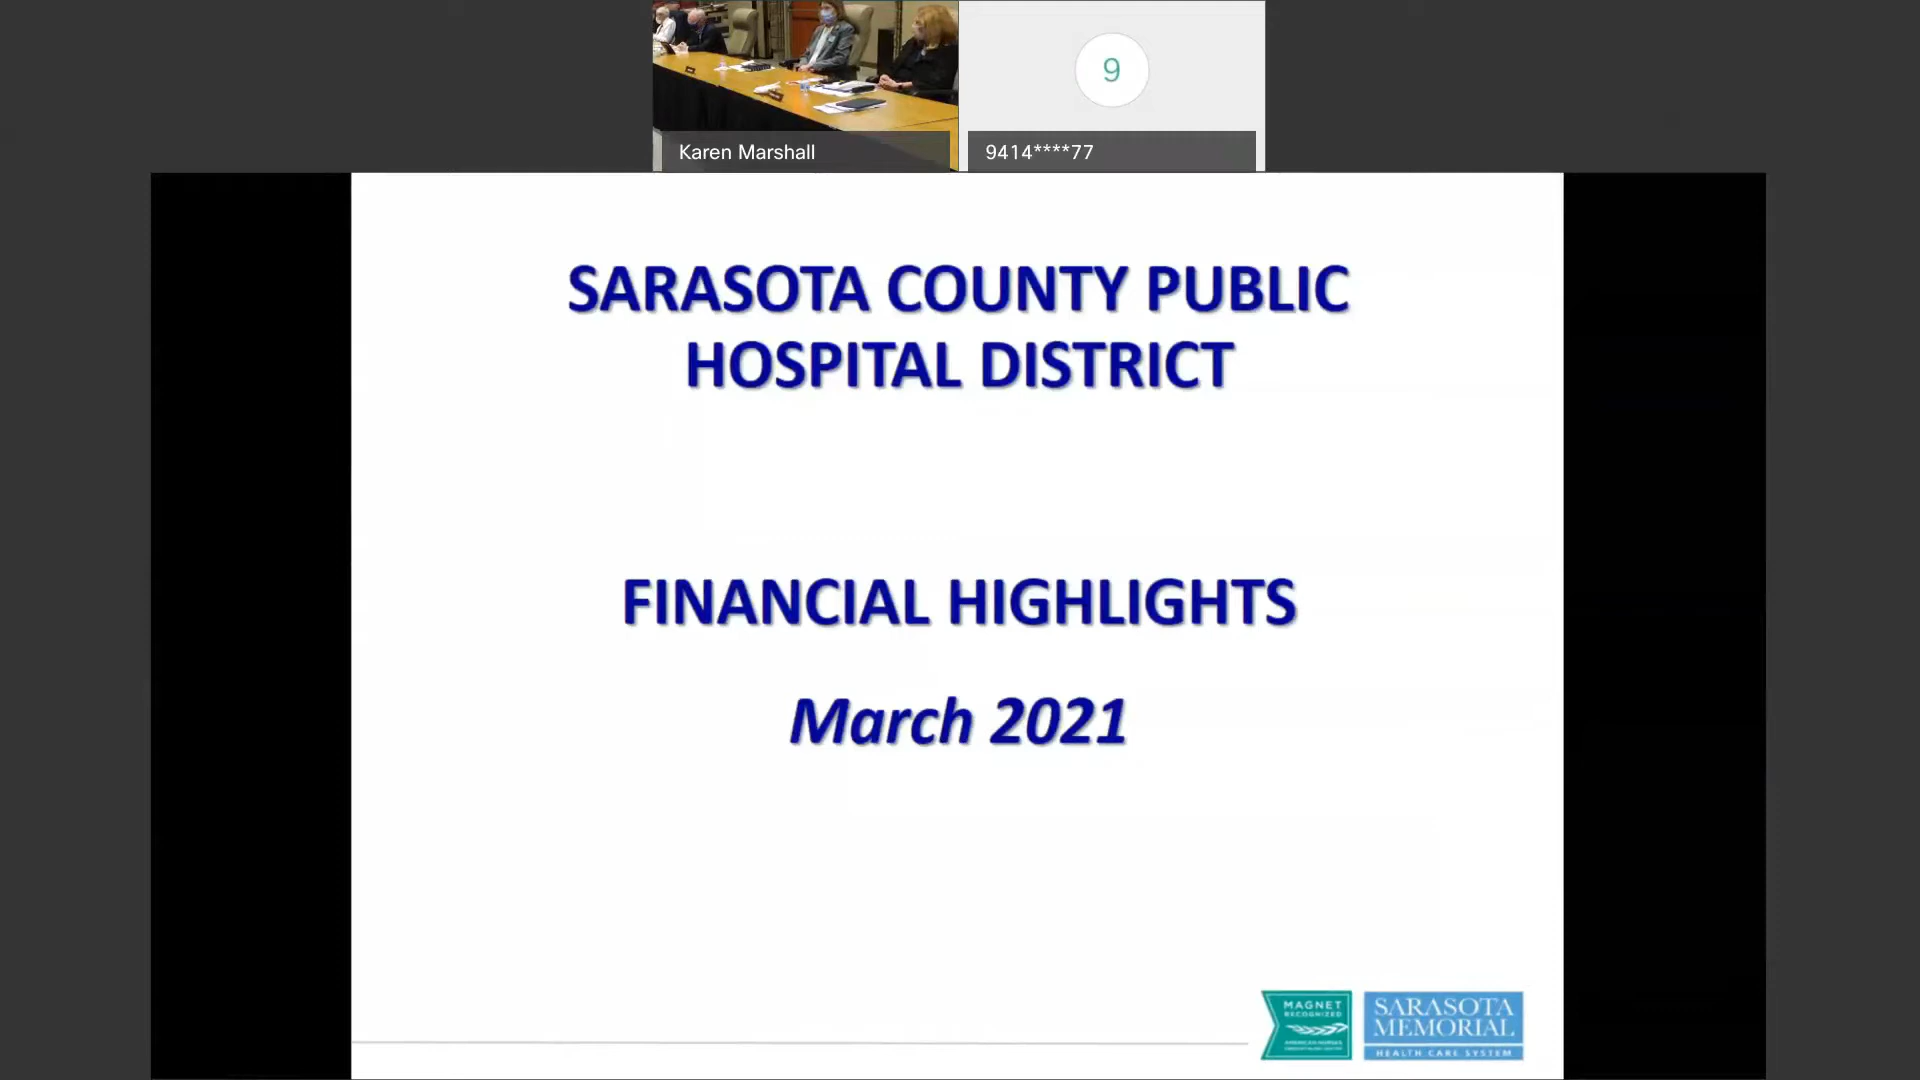 Karen Marshall
9
9414****77
SARASOTA COUNTY PUBLIC
HOSPITAL DISTRICT
FINANCIAL HIGHLIGHTS
March 2021
MAGNET
RECOGNIZED
SARASOTA
MEMORIAL
HEALTH CARE SYSTEM